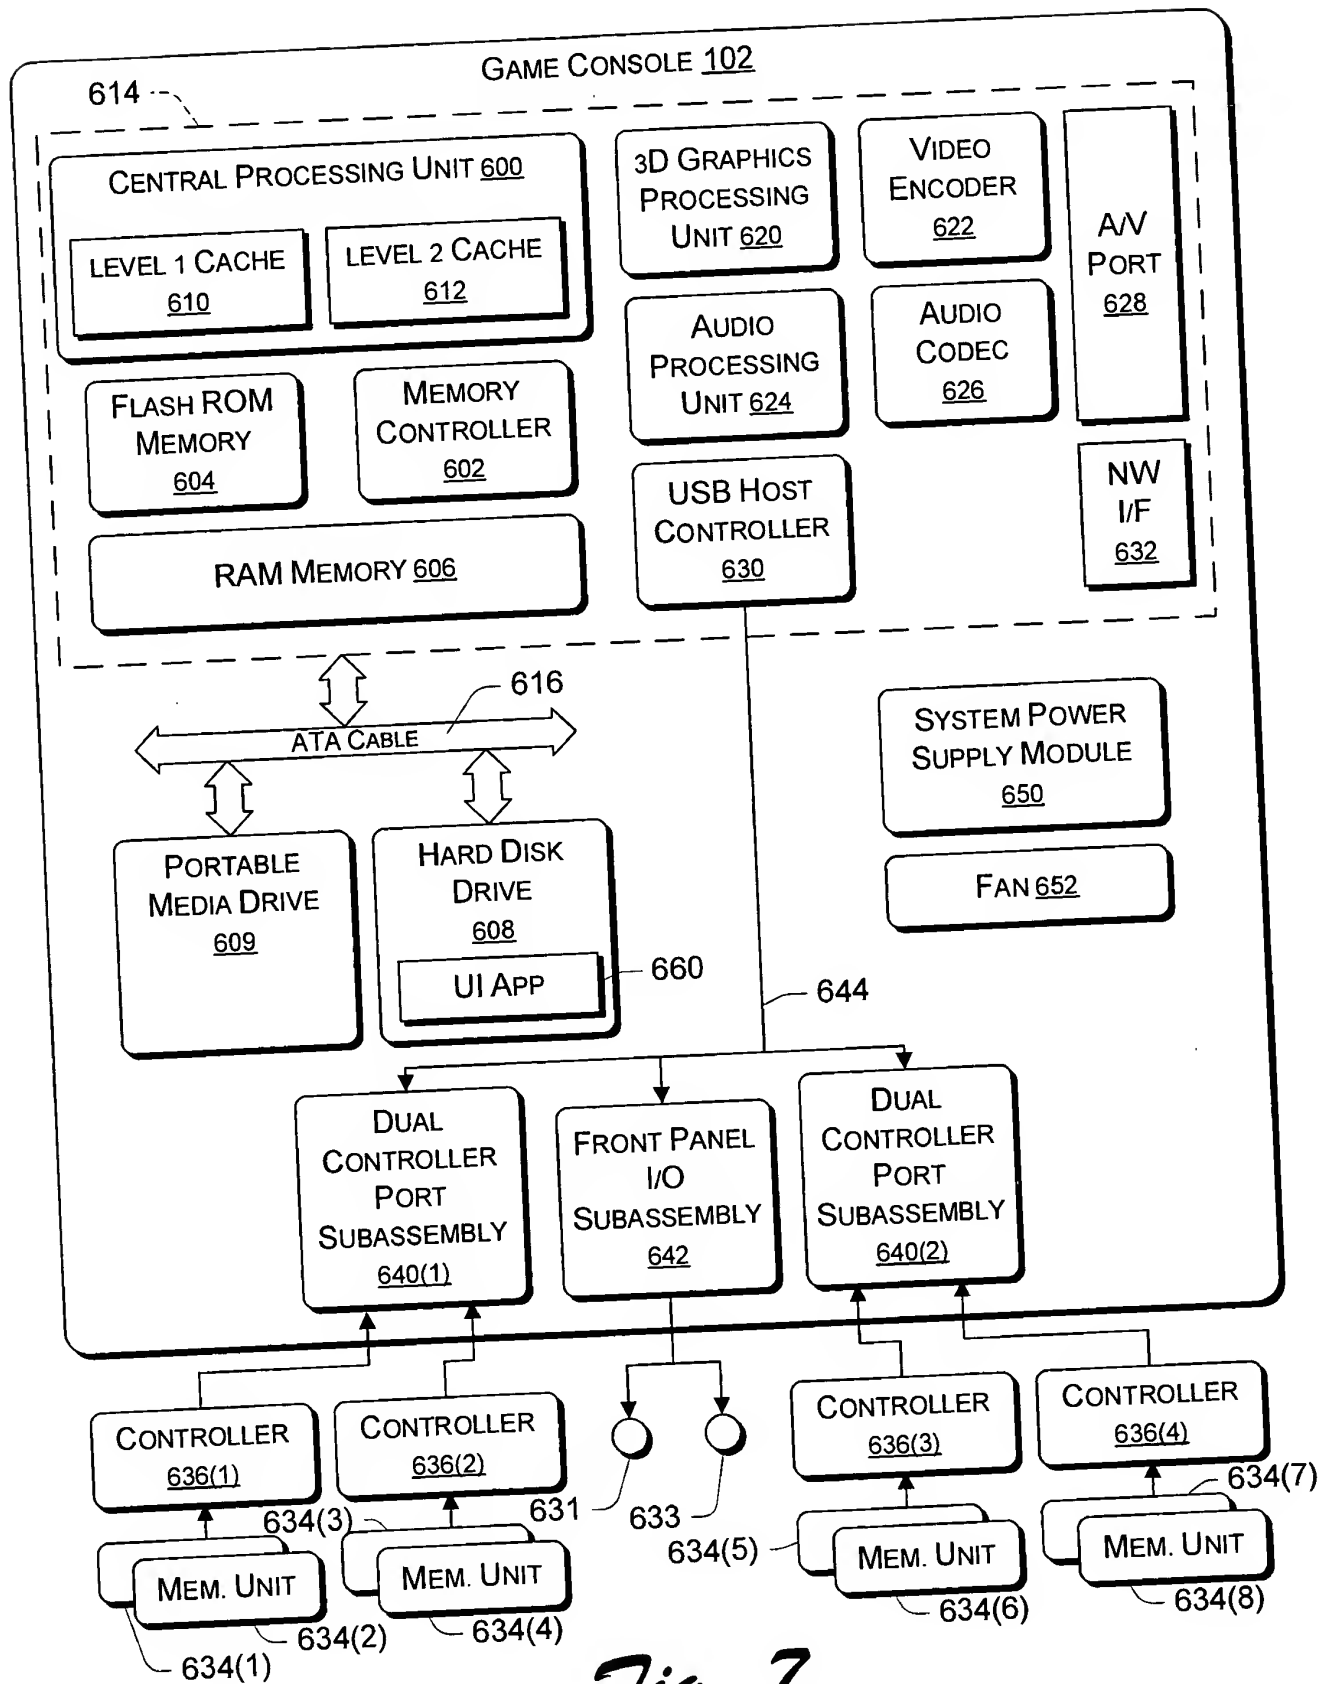 GAME CONSOLE 102
614
CENTRAL PROCESSING UNIT 600
LEVEL 1 CACHE
610
LEVEL 2 CACHE
612
3D GRAPHICS
PROCESSING
UNIT 620
VIDEO
ENCODER
622
A/V
PORT
628
AUDIO
PROCESSING
UNIT 624
AUDIO
CODEC
626
FLASH ROM
MEMORY
604
MEMORY
CONTROLLER
602
USB HOST
CONTROLLER
630
NW
I/F
632
RAM MEMORY 606
616
ATA CABLE
SYSTEM POWER
SUPPLY MODULE
650
PORTABLE
MEDIA DRIVE
609
HARD DISK
DRIVE
608
UI APP
660
FAN 652
644
DUAL
CONTROLLER
PORT
SUBASSEMBLY
640(1)
FRONT PANEL
I/O
SUBASSEMBLY
642
DUAL
CONTROLLER
PORT
SUBASSEMBLY
640(2)
CONTROLLER
636(1)
CONTROLLER
636(2)
CONTROLLER
636(3)
CONTROLLER
636(4)
631
633
634(3)
634(5)
634(7)
MEM. UNIT
MEM. UNIT
MEM. UNIT
MEM. UNIT
634(1)
634(2)
634(4)
634(6)
634(8)
Fig. 7